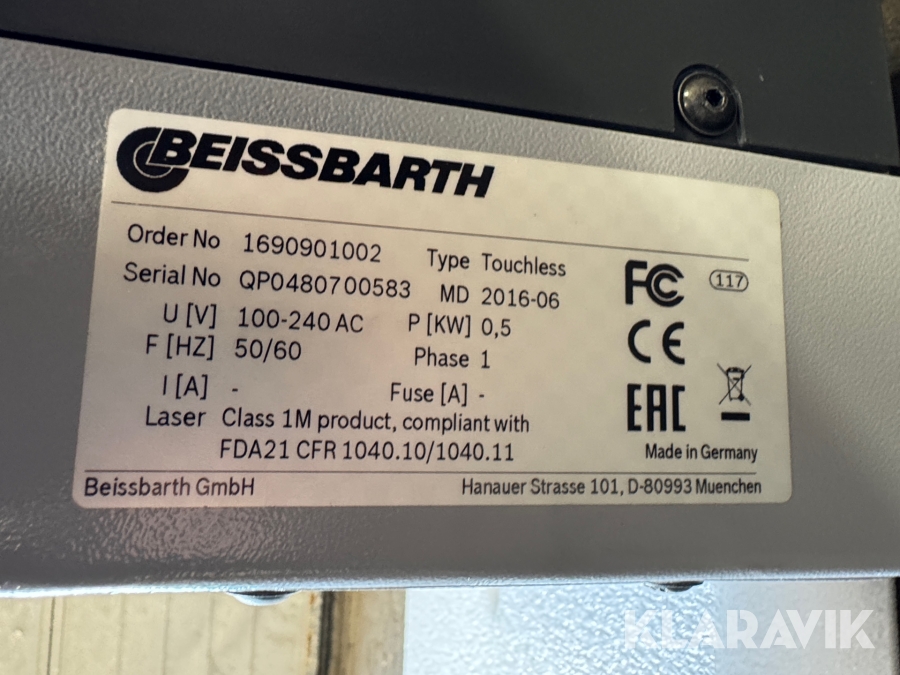 BEISSBARTH
Order No 1690901002 Type Touchless
Serial No QP0480700583 MD 2016-06
U [V] 100-240 AC P [KW] 0,5
F [HZ] 50/60 Phase 1
I [A] - Fuse [A] -
Laser Class 1M product, compliant with
FDA21 CFR 1040.10/1040.11
FC 117
CE
EAC
Made in Germany
Beissbarth GmbH Hanauer Strasse 101, D-80993 Muenchen
KLARAVIK